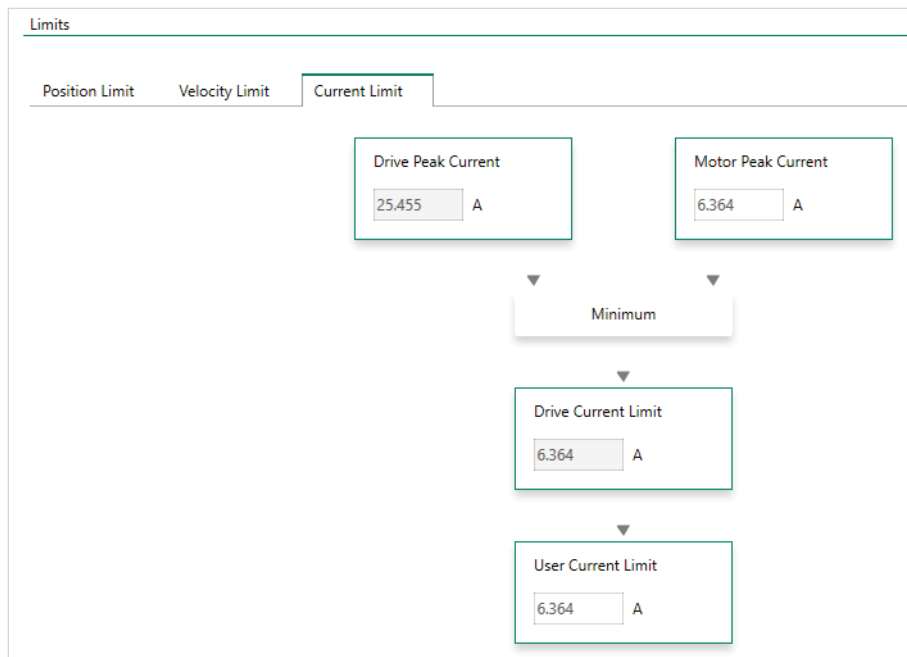 Limits
Position Limit Velocity Limit Current Limit
Drive Peak Current Motor Peak Current
25.455 A 6.364 A
Minimum
Drive Current Limit
6.364 A
User Current Limit
6.364 A